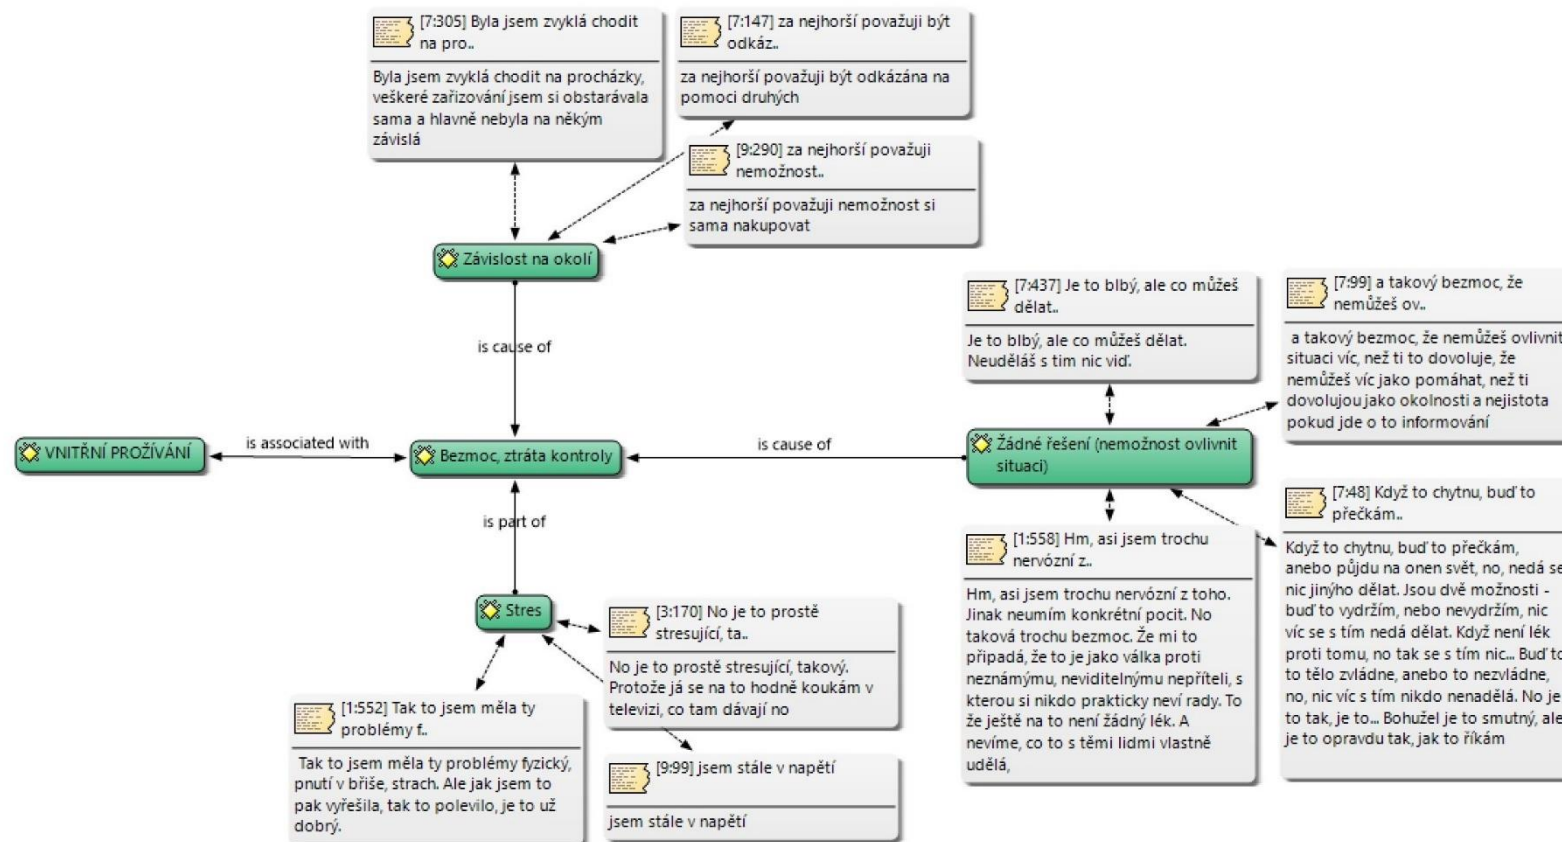 [7:305] Byla jsem zvyklá chodit
na pro..
Byla jsem zvyklá chodit na procházky,
veškeré zařizování jsem si obstarávala
sama a hlavně nebyla na někým
závislá
[7:147] za nejhorší považuji být
odkáz..
za nejhorší považuji být odkázána na
pomoci druhých
[9:290] za nejhorší považuji
nemožnost..
za nejhorší považuji nemožnost si
sama nakupovat
Závislost na okolí
is cause of
[7:437] Je to blbý, ale co můžeš
dělat..
Je to blbý, ale co můžeš dělat.
Neuděláš s tim nic viď.
[7:99] a takový bezmoc, že
nemůžeš ov..
a takový bezmoc, že nemůžeš ovlivnit
situaci víc, než ti to dovoluje, že
nemůžeš víc jako pomáhat, než ti
dovolujou jako okolnosti a nejistota
pokud jde o to informování
VNITŘNÍ PROŽÍVÁNÍ
is associated with
Bezmoc, ztráta kontroly
is cause of
Žádné řešení (nemožnost ovlivnit
situaci)
is part of
Stres
[7:48] Když to chytnu, buď to
přečkám..
Když to chytnu, buď to přečkám,
anebo půjdu na onen svět, no, nedá se
nic jinýho dělat. Jsou dvě možnosti -
buď to vydržím, nebo nevydržím, nic
víc se s tím nedá dělat. Když není lék
proti tomu, no tak se s tím nic... Buď to
to tělo zvládne, anebo to nezvládne,
no, nic víc s tím nikdo nenadělá. No je
to tak, je to... Bohužel je to smutný, ale
je to opravdu tak, jak to říkám
[1:558] Hm, asi jsem trochu
nervózní z..
Hm, asi jsem trochu nervózní z toho.
Jinak neumím konkrétní pocit. No
taková trochu bezmoc. Že mi to
připadá, že to je jako válka proti
neznámýmu, neviditelnýmu nepříteli, s
kterou si nikdo prakticky neví rady. To
že ještě na to není žádný lék. A
nevíme, co to s těmi lidmi vlastně
udělá,
[3:170] No je to prostě
stresující, ta..
No je to prostě stresující, takový.
Protože já se na to hodně koukám v
televizi, co tam dávají no
[1:552] Tak to jsem měla ty
problémy f..
Tak to jsem měla ty problémy fyzický,
pnutí v břiše, strach. Ale jak jsem to
pak vyřešila, tak to polevilo, je to už
dobrý.
[9:99] jsem stále v napětí
jsem stále v napětí